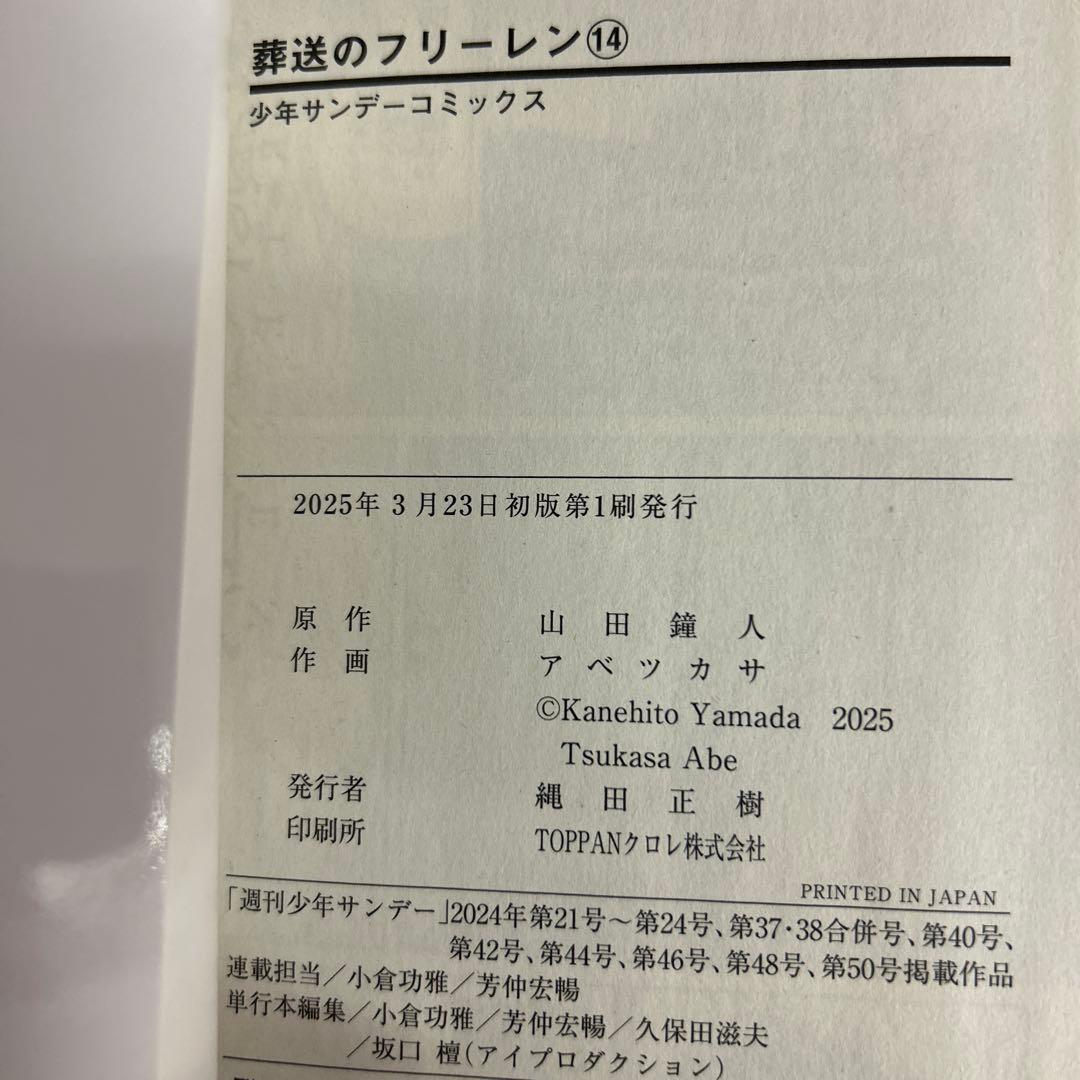 葬送のフリーレン⑭
少年サンデーコミックス
2025年3月23日初版第1刷発行
原作 山田鐘人
作画 アベツカサ
©Kanehito Yamada 2025
Tsukasa Abe
発行者 縄田正樹
印刷所 TOPPANクロレ株式会社
PRINTED IN JAPAN
「週刊少年サンデー」2024年第21号～第24号、第37・38合併号、第40号、
第42号、第44号、第46号、第48号、第50号掲載作品
連載担当／小倉功雅／芳仲宏暢
単行本編集／小倉功雅／芳仲宏暢／久保田滋夫
／坂口 檀(アイプロダクション)